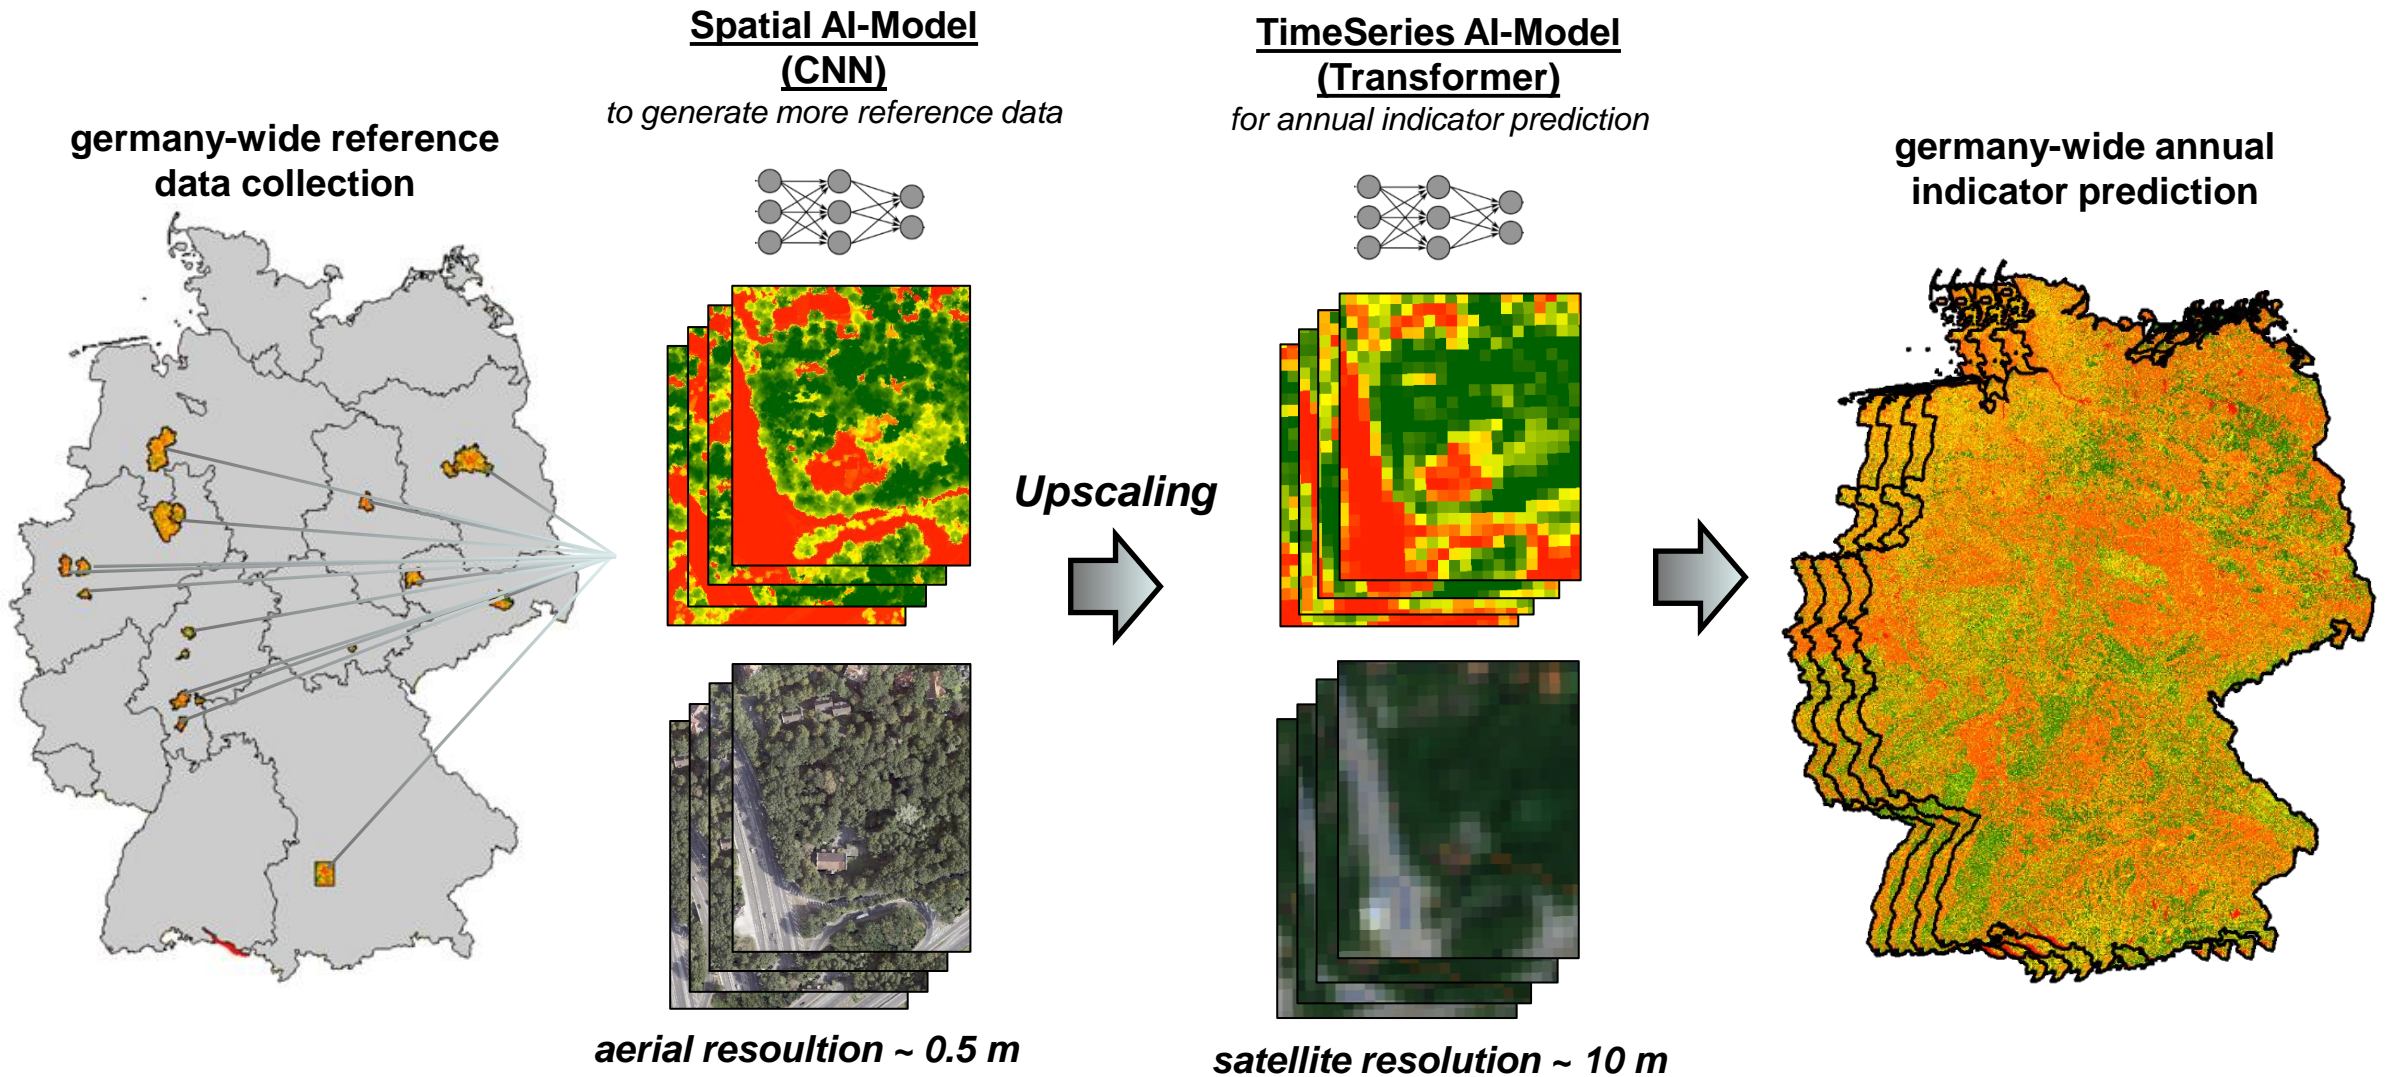 germany-wide reference
data collection
Spatial AI-Model
(CNN)
to generate more reference data
TimeSeries AI-Model
(Transformer)
for annual indicator prediction
germany-wide annual
indicator prediction
Upscaling
aerial resoultion ~ 0.5 m
satellite resolution ~ 10 m